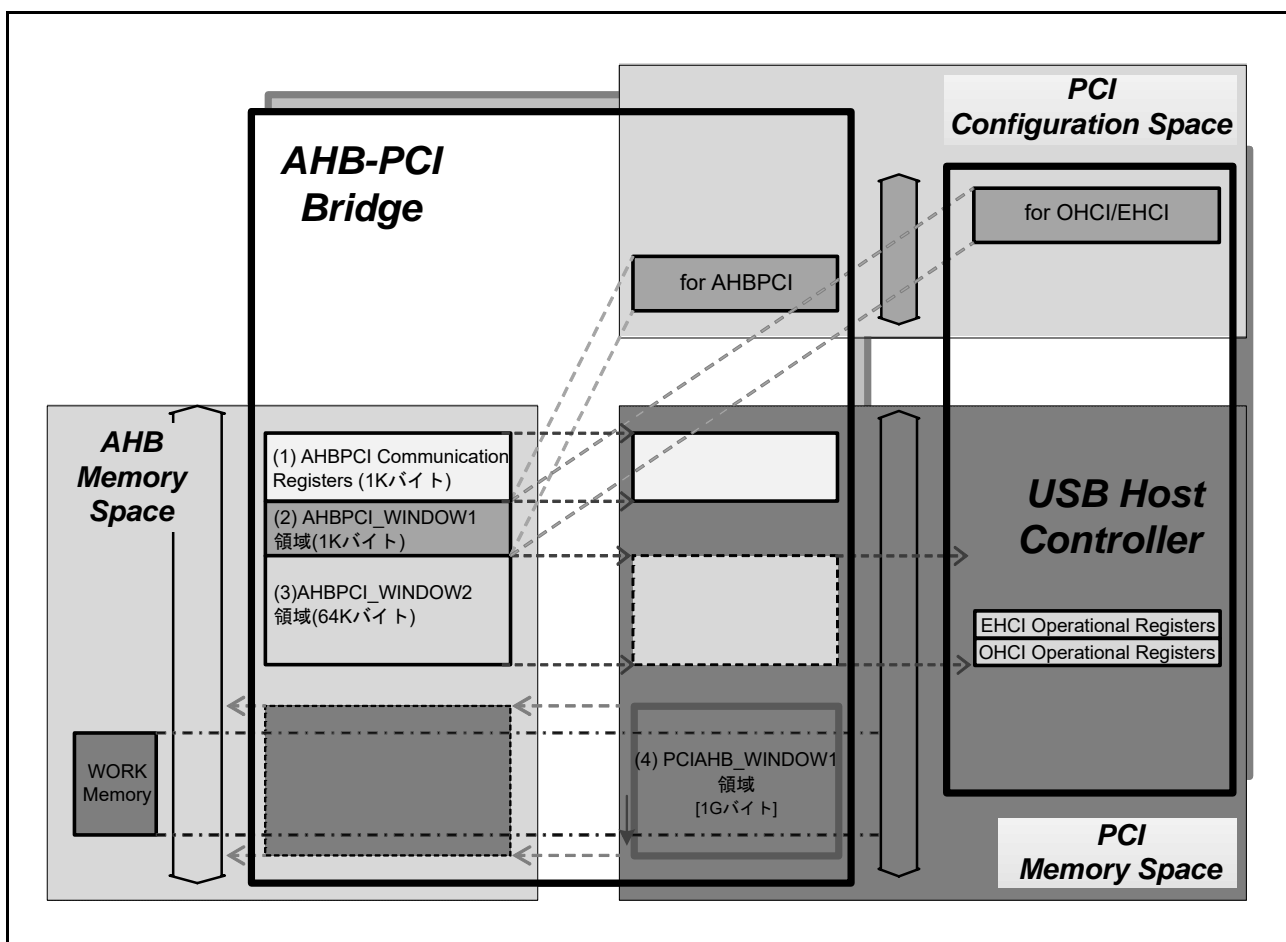 PCI
Configuration Space
AHB-PCI
Bridge
for OHCI/EHCI
for AHBPCI
AHB
Memory
Space
(1) AHBPCI Communication
Registers (1Kバイト)
(2) AHBPCI_WINDOW1
領域(1Kバイト)
(3)AHBPCI_WINDOW2
領域(64Kバイト)
USB Host
Controller
EHCI Operational Registers
OHCI Operational Registers
WORK
Memory
(4) PCIAHB_WINDOW1
領域
[1Gバイト]
PCI
Memory Space